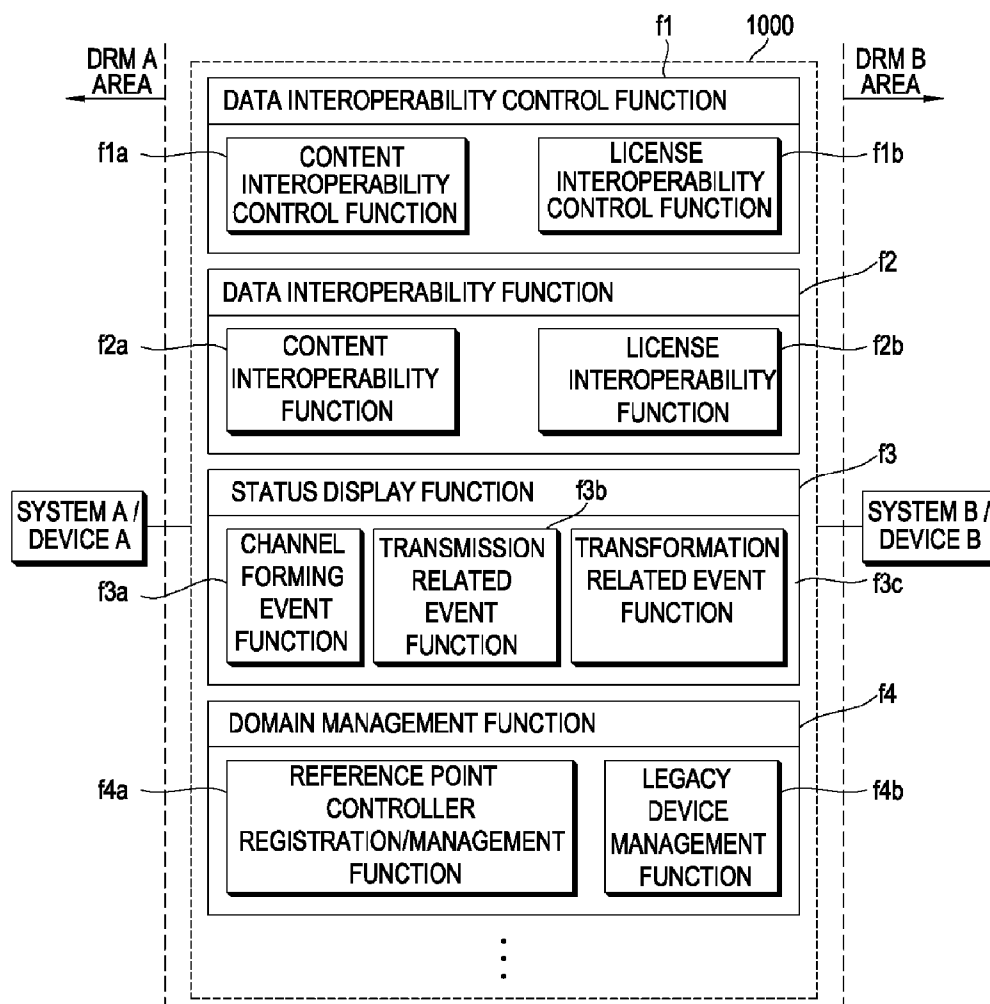 f1
1000
DRM A
AREA
DRM B
AREA
DATA INTEROPERABILITY CONTROL FUNCTION
f1a
CONTENT
INTEROPERABILITY
CONTROL FUNCTION
LICENSE
INTEROPERABILITY
CONTROL FUNCTION
f1b
f2
DATA INTEROPERABILITY FUNCTION
f2a
CONTENT
INTEROPERABILITY
FUNCTION
LICENSE
INTEROPERABILITY
FUNCTION
f2b
f3
STATUS DISPLAY FUNCTION
f3b
SYSTEM A /
DEVICE A
SYSTEM B /
DEVICE B
f3a
CHANNEL
FORMING
EVENT
FUNCTION
TRANSMISSION
RELATED
EVENT
FUNCTION
TRANSFORMATION
RELATED EVENT
FUNCTION
f3c
f4
DOMAIN MANAGEMENT FUNCTION
f4a
REFERENCE POINT
CONTROLLER
REGISTRATION/MANAGEMENT
FUNCTION
LEGACY
DEVICE
MANAGEMENT
FUNCTION
f4b